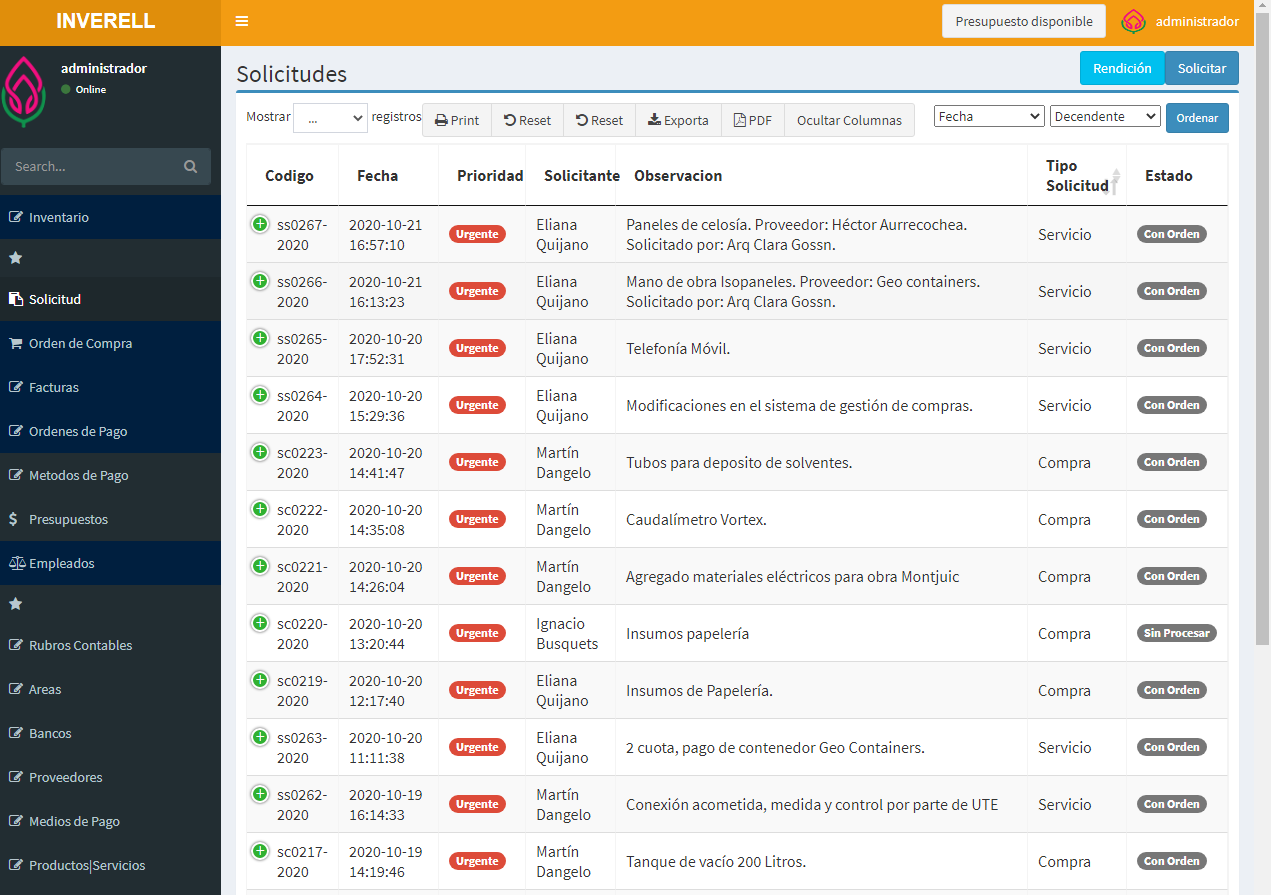 INVERELL
Presupuesto disponible
administrador
administrador
Online
Search...
Inventario
Solicitud
Orden de Compra
Facturas
Ordenes de Pago
Metodos de Pago
Presupuestos
Empleados
Rubros Contables
Areas
Bancos
Proveedores
Medios de Pago
Productos|Servicios
Solicitudes
Rendición Solicitar
Mostrar ... registros Print Reset Reset Exporta PDF Ocultar Columnas Fecha Decendente Ordenar
Codigo Fecha Prioridad Solicitante Observacion Tipo Solicitud Estado
ss0267-2020 2020-10-21 16:57:10 Urgente Eliana Quijano Paneles de celosía. Proveedor: Héctor Aurrecochea. Solicitado por: Arq Clara Gossn. Servicio Con Orden
ss0266-2020 2020-10-21 16:13:23 Urgente Eliana Quijano Mano de obra Isopaneles. Proveedor: Geo containers. Solicitado por: Arq Clara Gossn. Servicio Con Orden
ss0265-2020 2020-10-20 17:52:31 Urgente Eliana Quijano Telefonía Móvil. Servicio Con Orden
ss0264-2020 2020-10-20 15:29:36 Urgente Eliana Quijano Modificaciones en el sistema de gestión de compras. Servicio Con Orden
sc0223-2020 2020-10-20 14:41:47 Urgente Martín Dangelo Tubos para deposito de solventes. Compra Con Orden
sc0222-2020 2020-10-20 14:35:08 Urgente Martín Dangelo Caudalímetro Vortex. Compra Con Orden
sc0221-2020 2020-10-20 14:26:04 Urgente Martín Dangelo Agregado materiales eléctricos para obra Montjuic Compra Con Orden
sc0220-2020 2020-10-20 13:20:44 Urgente Ignacio Busquets Insumos papelería Compra Sin Procesar
sc0219-2020 2020-10-20 12:17:40 Urgente Eliana Quijano Insumos de Papelería. Compra Con Orden
ss0263-2020 2020-10-20 11:11:38 Urgente Eliana Quijano 2 cuota, pago de contenedor Geo Containers. Servicio Con Orden
ss0262-2020 2020-10-19 16:14:33 Urgente Martín Dangelo Conexión acometida, medida y control por parte de UTE Servicio Con Orden
sc0217-2020 2020-10-19 14:19:46 Urgente Martín Dangelo Tanque de vacío 200 Litros. Compra Con Orden